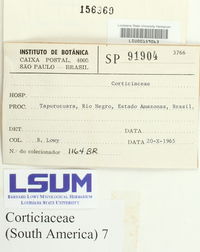 156369
Louisiana State University Herbarium
INSTITUTO DE BOTÂNICA
CAIXA POSTAL, 4005
SÃO PAULO - BRASIL
SP 91904
3766
Corticiaceae
HOSP.
PROC. Tapurucuara, Rio Negro, Estado Amazonas, Brasil.
DET. DATA
COL. B. Lowy DATA 20-X-1965
N.º do colecionador 1164 BR
LSUM
BERNARD LOWY MYCOLOGICAL HERBARIUM
LOUISIANA STATE UNIVERSITY
Corticiaceae
(South America) 7